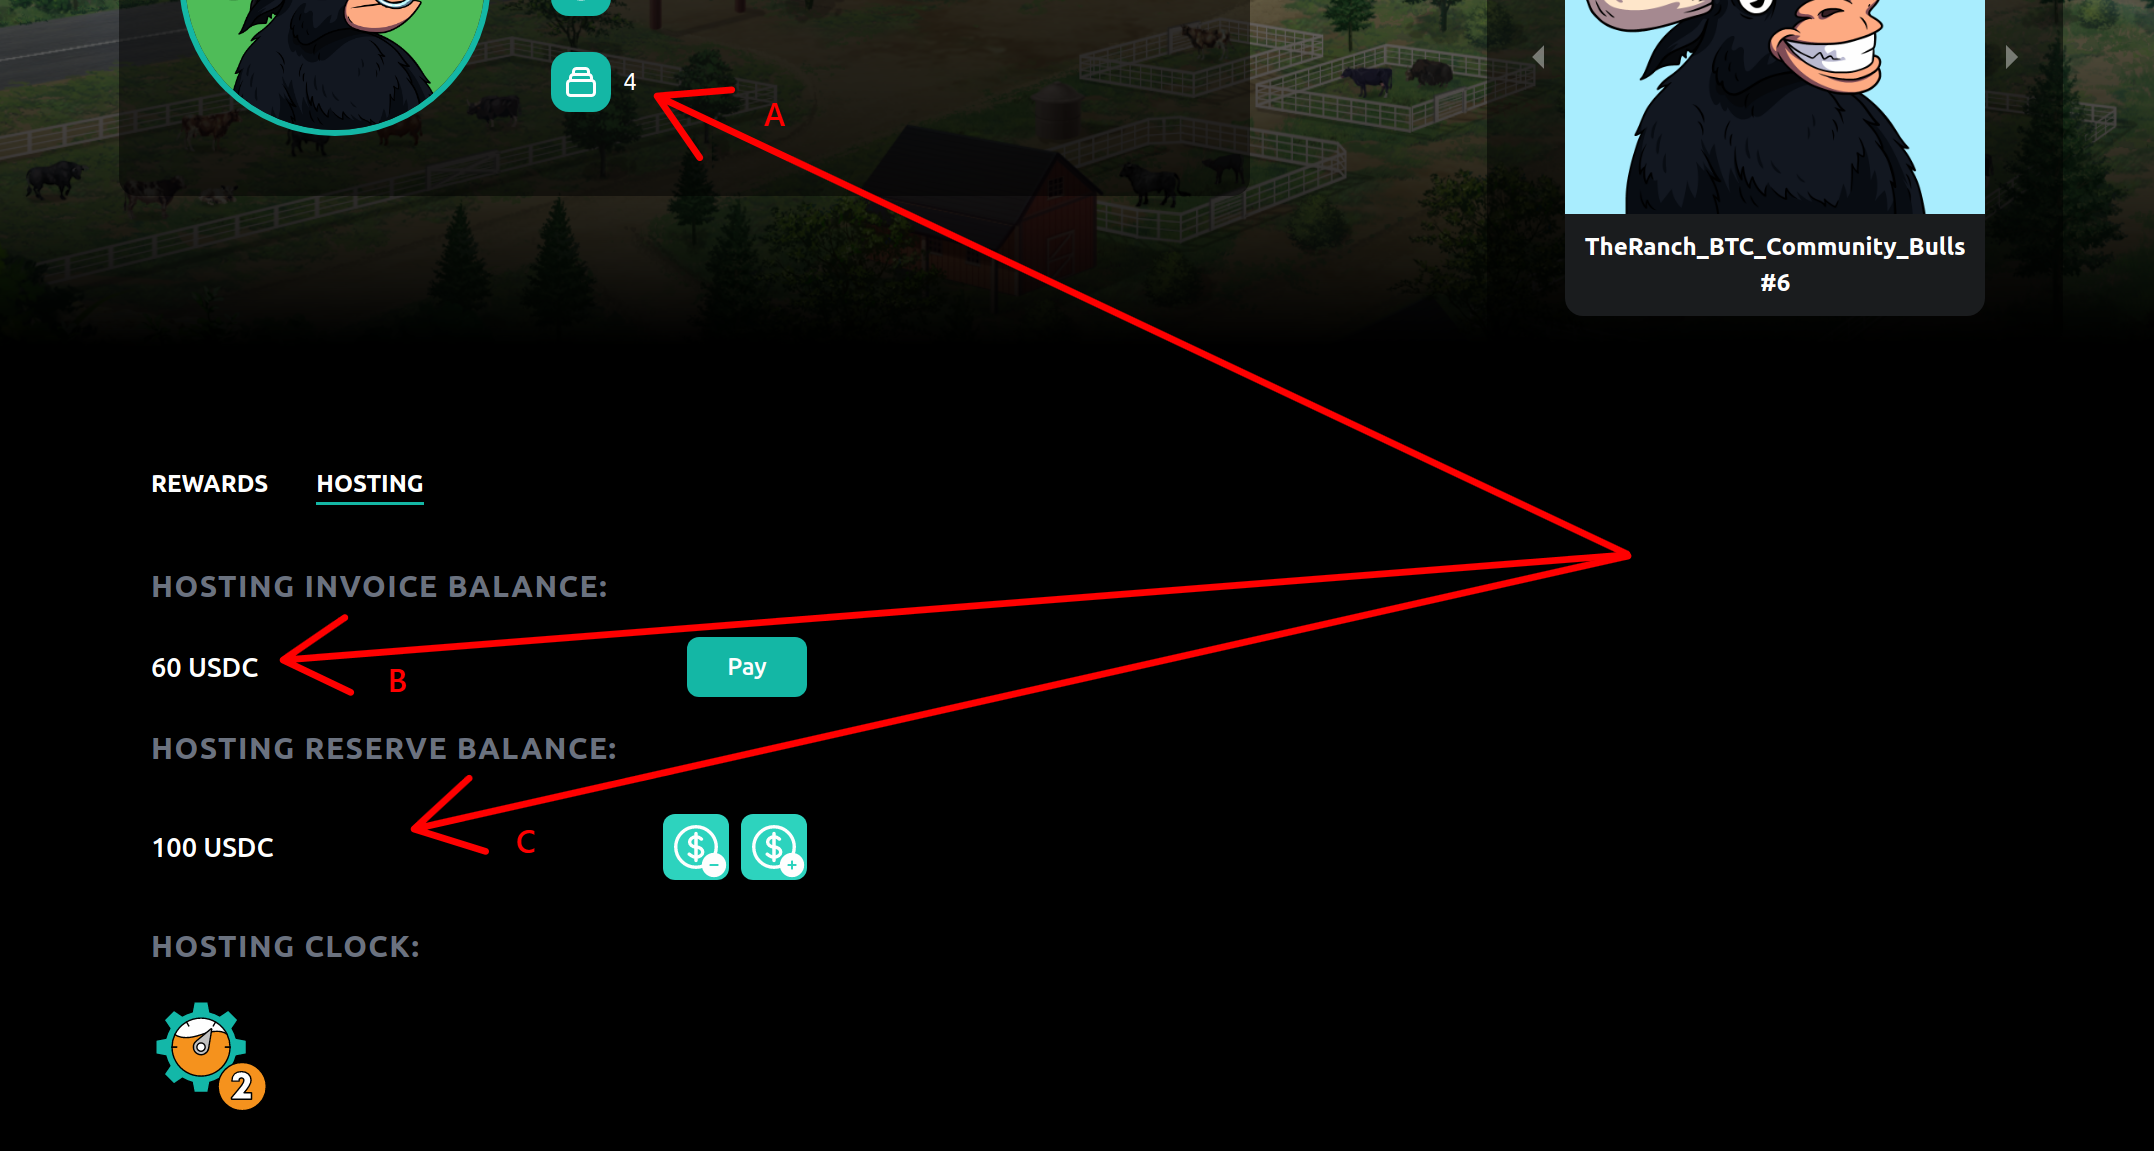 4
A
TheRanch_BTC_Community_Bulls
#6
REWARDS HOSTING
HOSTING INVOICE BALANCE:
60 USDC
B
Pay
HOSTING RESERVE BALANCE:
100 USDC
C
HOSTING CLOCK:
2